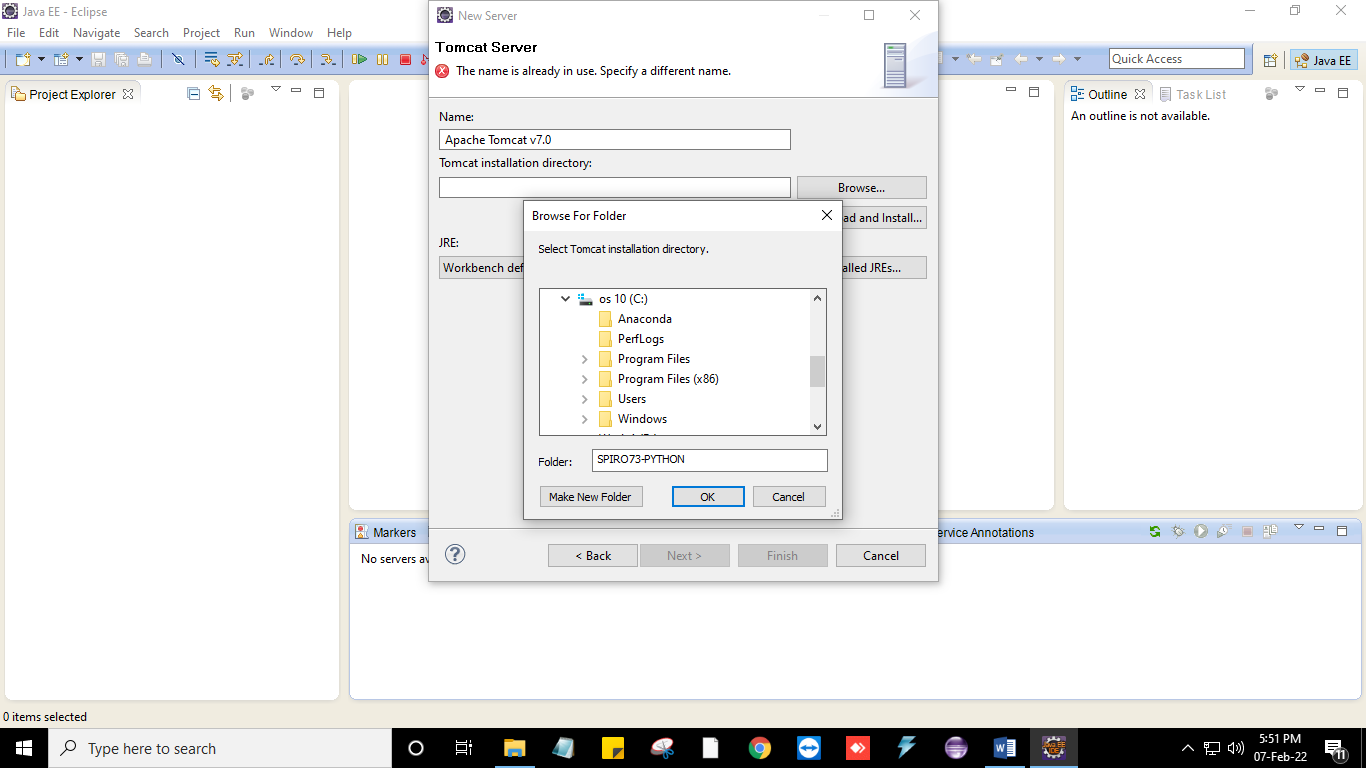 Java EE - Eclipse
File Edit Navigate Search Project Run Window Help
Quick Access
Java EE
Project Explorer
Outline
Task List
An outline is not available.
New Server
Tomcat Server
The name is already in use. Specify a different name.
Name:
Apache Tomcat v7.0
Tomcat installation directory:
Browse...
ad and Install...
JRE:
Workbench def
alled JREs...
Browse For Folder
Select Tomcat installation directory.
os 10 (C:)
Anaconda
PerfLogs
Program Files
Program Files (x86)
Users
Windows
Folder:
SPIRO73-PYTHON
Make New Folder
OK
Cancel
< Back
Next >
Finish
Cancel
Markers
ervice Annotations
No servers av
0 items selected
Type here to search
5:51 PM
07-Feb-22
11